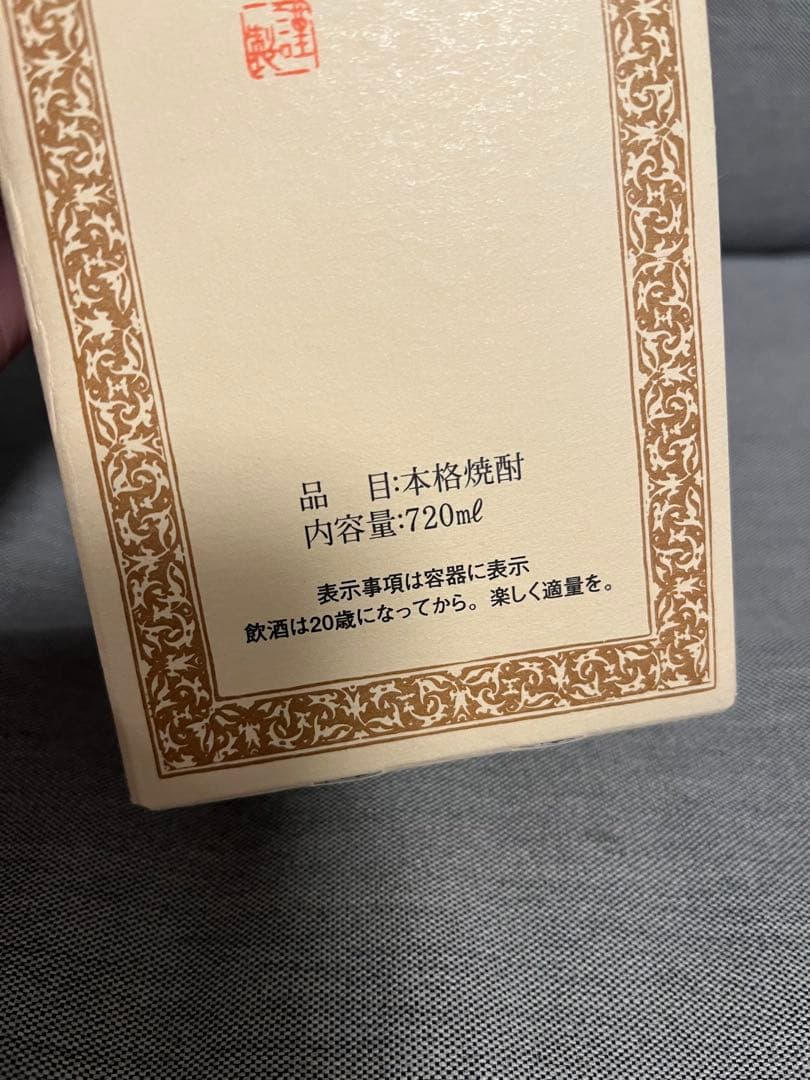 謹製
品　目:本格焼酎
内容量:720mℓ
表示事項は容器に表示
飲酒は20歳になってから。楽しく適量を。